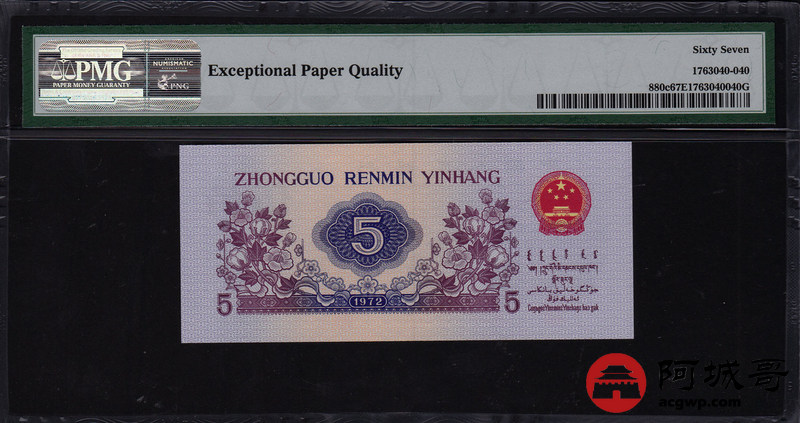 PMG
PAPER MONEY GUARANTY
NUMISMATIC
PNG
Exceptional Paper Quality
Sixty Seven
1763040-040
880c67E1763040040G
ZHONGGUO RENMIN YINHANG
5
5
1972
5
阿城哥
acgwp.com